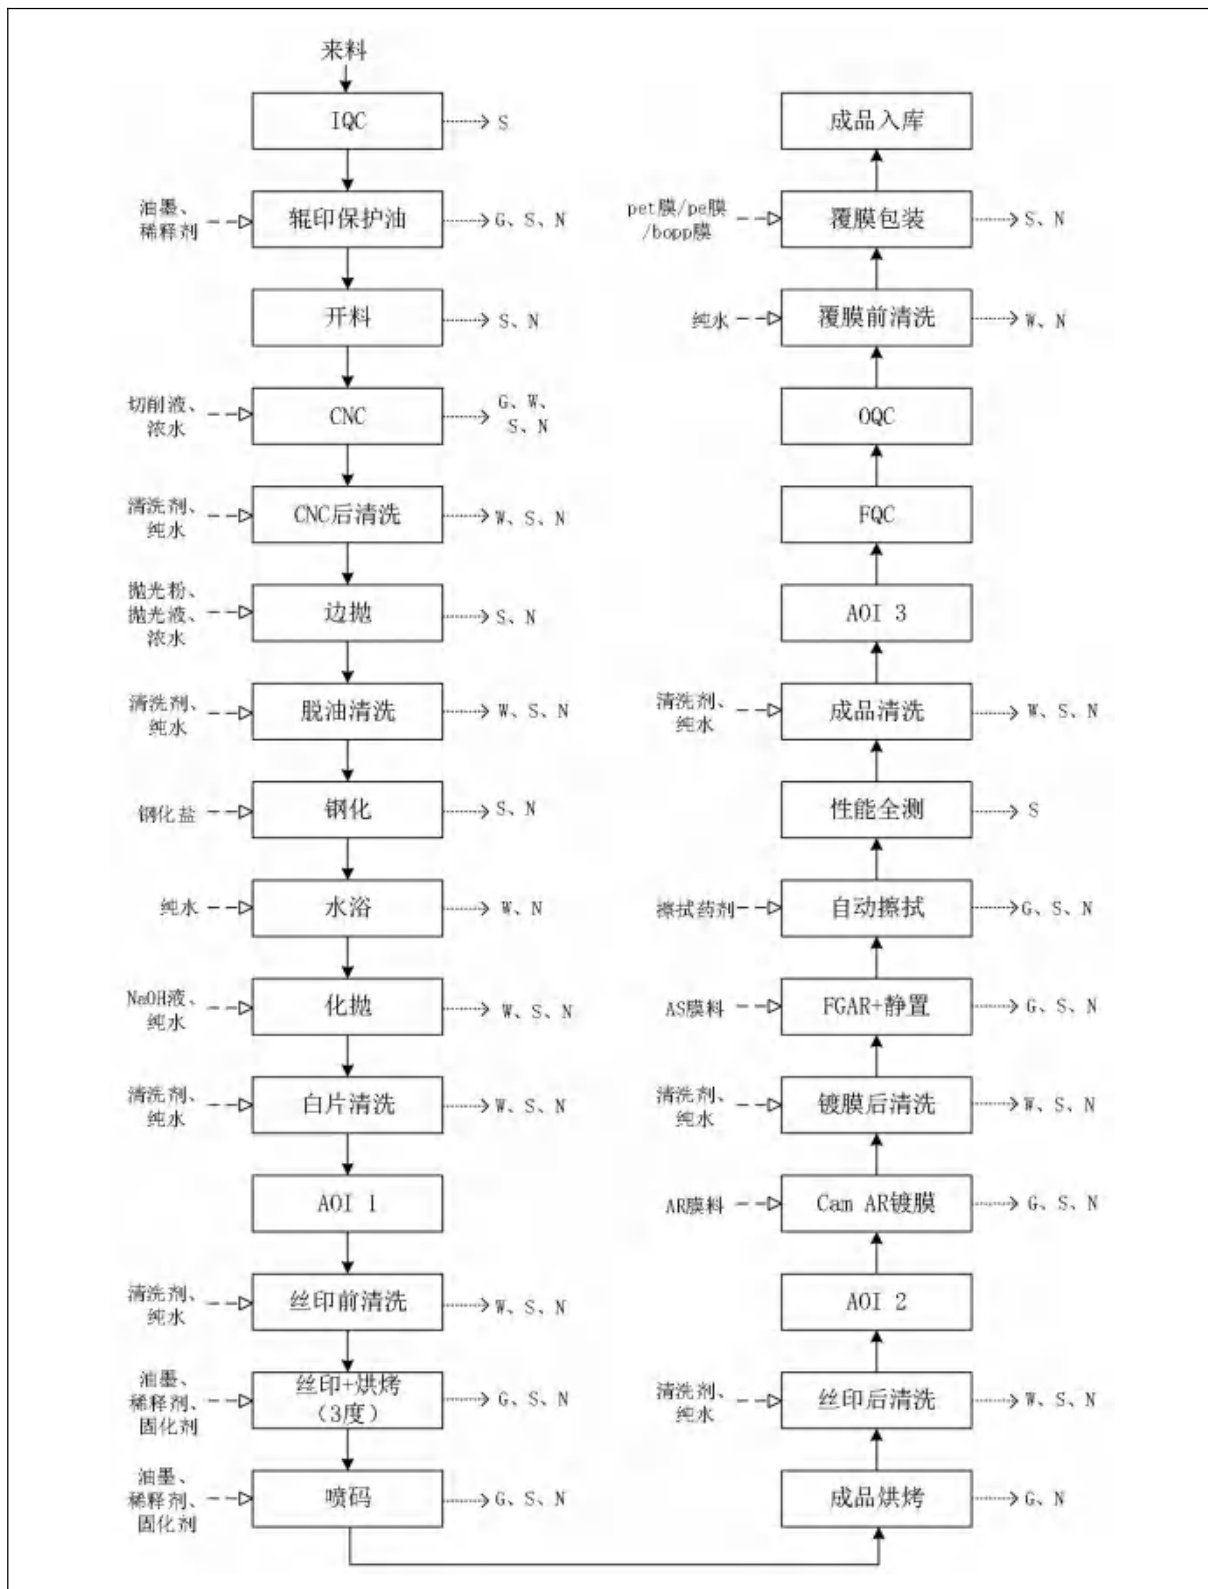 来料
IQC
S
油墨、
稀释剂
辊印保护油
G、S、N
开料
S、N
切削液、
浓水
CNC
G、W、
S、N
清洗剂、
纯水
CNC后清洗
W、S、N
抛光粉、
抛光液、
浓水
边抛
S、N
清洗剂、
纯水
脱油清洗
W、S、N
钢化盐
钢化
S、N
纯水
水浴
W、N
NaOH液、
纯水
化抛
W、S、N
清洗剂、
纯水
白片清洗
W、S、N
AOI 1
清洗剂、
纯水
丝印前清洗
W、S、N
油墨、
稀释剂、
固化剂
丝印+烘烤
（3度）
G、S、N
油墨、
稀释剂、
固化剂
喷码
G、S、N
成品入库
pet膜/pe膜
/bopp膜
覆膜包装
S、N
纯水
覆膜前清洗
W、N
OQC
FQC
AOI 3
清洗剂、
纯水
成品清洗
W、S、N
性能全测
S
擦拭药剂
自动擦拭
G、S、N
AS膜料
FGAR+静置
G、S、N
清洗剂、
纯水
镀膜后清洗
W、S、N
AR膜料
Cam AR镀膜
G、S、N
AOI 2
清洗剂、
纯水
丝印后清洗
W、S、N
成品烘烤
G、N